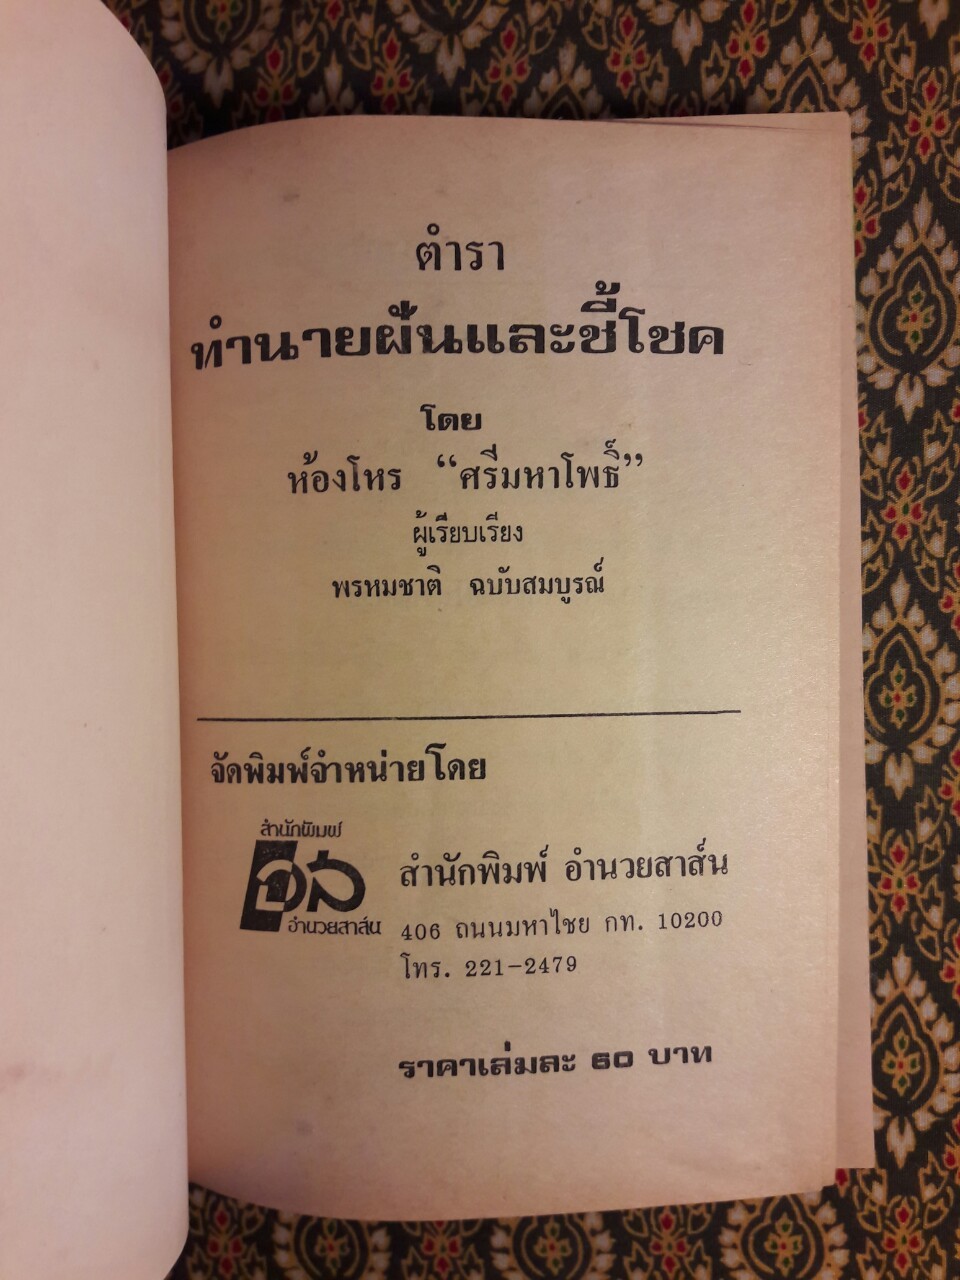 ตำรา
ทำนายฝันและชี้โชค
โดย
ห้องโหร “ศรีมหาโพธิ์”
ผู้เรียบเรียง
พรหมชาติ ฉบับสมบูรณ์
จัดพิมพ์จำหน่ายโดย
สำนักพิมพ์
อส
อำนวยสาส์น
สำนักพิมพ์ อำนวยสาส์น
406 ถนนมหาไชย กท. 10200
โทร. 221-2479
ราคาเล่มละ 60 บาท